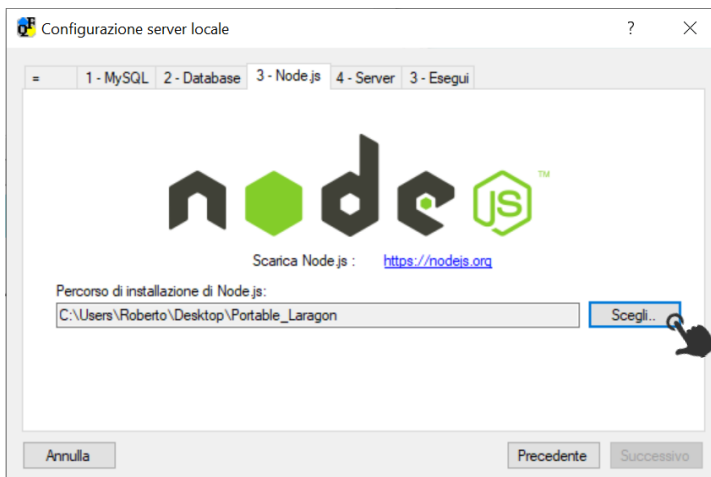 QF Configurazione server locale ? ×
= 1 - MySQL 2 - Database 3 - Node.js 4 - Server 3 - Esegui
node JS ™
Scarica Node.js : https://nodejs.org
Percorso di installazione di Node.js:
C:\Users\Roberto\Desktop\Portable_Laragon Scegli..
Annulla Precedente Successivo